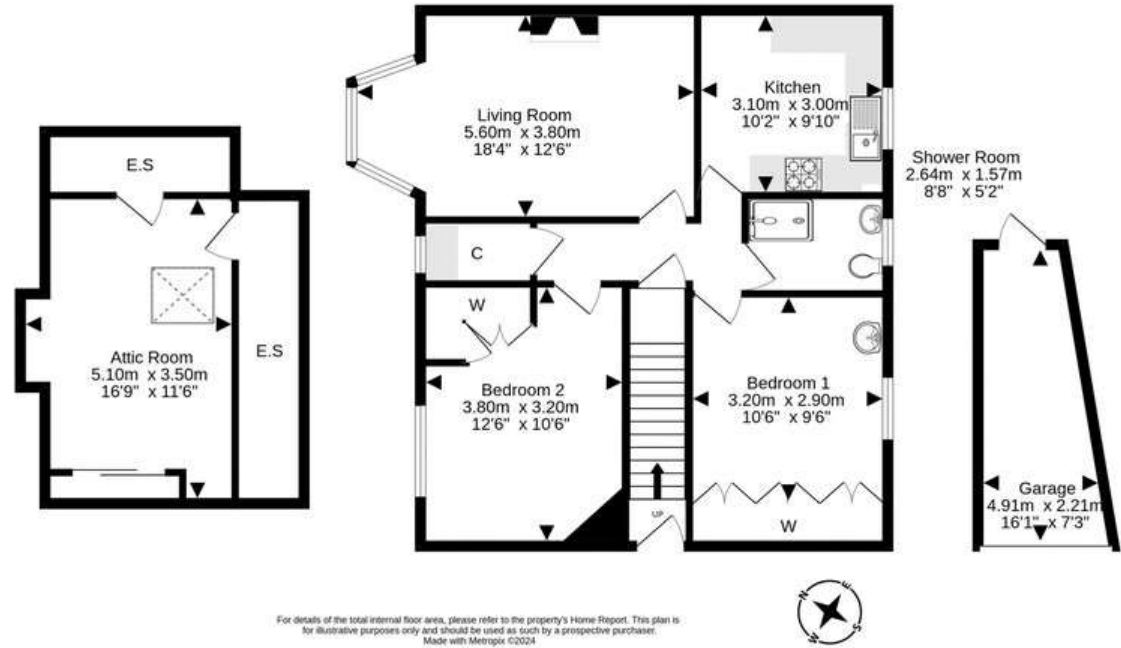 Living Room
5.60m x 3.80m
18'4" x 12'6"
Kitchen
3.10m x 3.00m
10'2" x 9'10"
Shower Room
2.64m x 1.57m
8'8" x 5'2"
E.S
E.S
Attic Room
5.10m x 3.50m
16'9" x 11'6"
C
W
Bedroom 2
3.80m x 3.20m
12'6" x 10'6"
UP
Bedroom 1
3.20m x 2.90m
10'6" x 9'6"
W
Garage
4.91m x 2.21m
16'1" x 7'3"
N
E
S
W
For details of the total internal floor area, please refer to the property's Home Report. This plan is
for illustrative purposes only and should be used as such by a prospective purchaser.
Made with Metropix ©2024